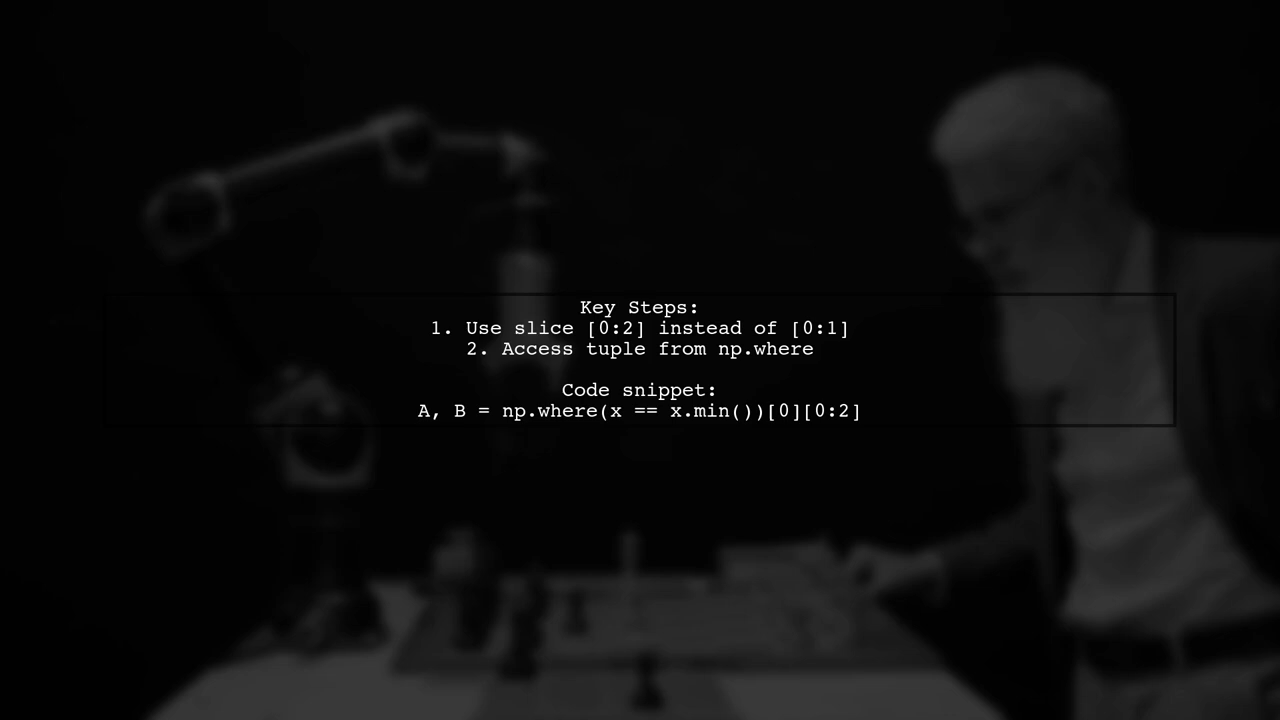 Key Steps:
1. Use slice [0:2] instead of [0:1]
2. Access tuple from np.where
Code snippet:
A, B = np.where(x == x.min())[0][0:2]